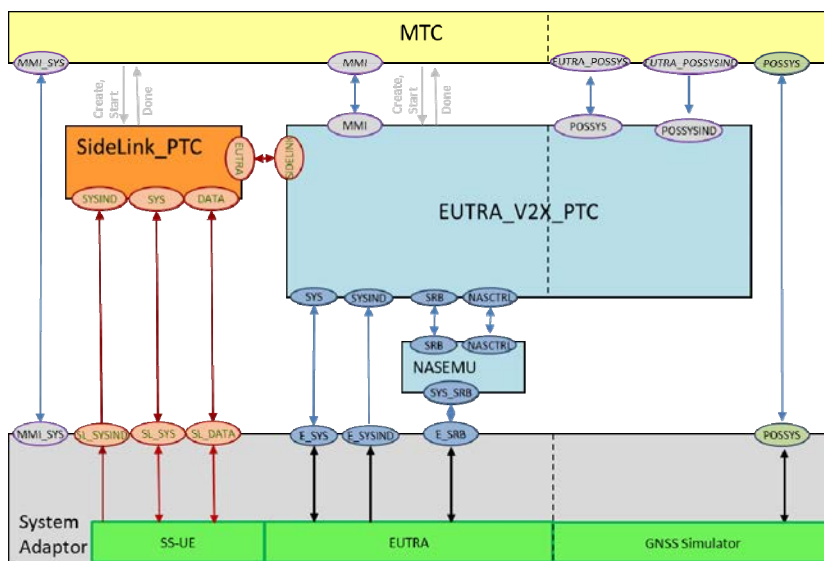 MTC
MMI_SYS
MMI
EUTRA_POSSYS
EUTRA_POSSYSIND
POSSYS
Create,
Start
Done
Create,
Start
Done
MMI
POSSYS
POSSYSIND
SideLink_PTC
EUTRA
SIDELINK
EUTRA_V2X_PTC
SYSIND
SYS
DATA
SYS
SYSIND
SRB
NASCTRL
SRB
NASCTRL
NASEMU
SYS_SRB
MMI_SYS
SL_SYSIND
SL_SYS
SL_DATA
E_SYS
E_SYSIND
E_SRB
POSSYS
System
Adaptor
SS-UE
EUTRA
GNSS Simulator